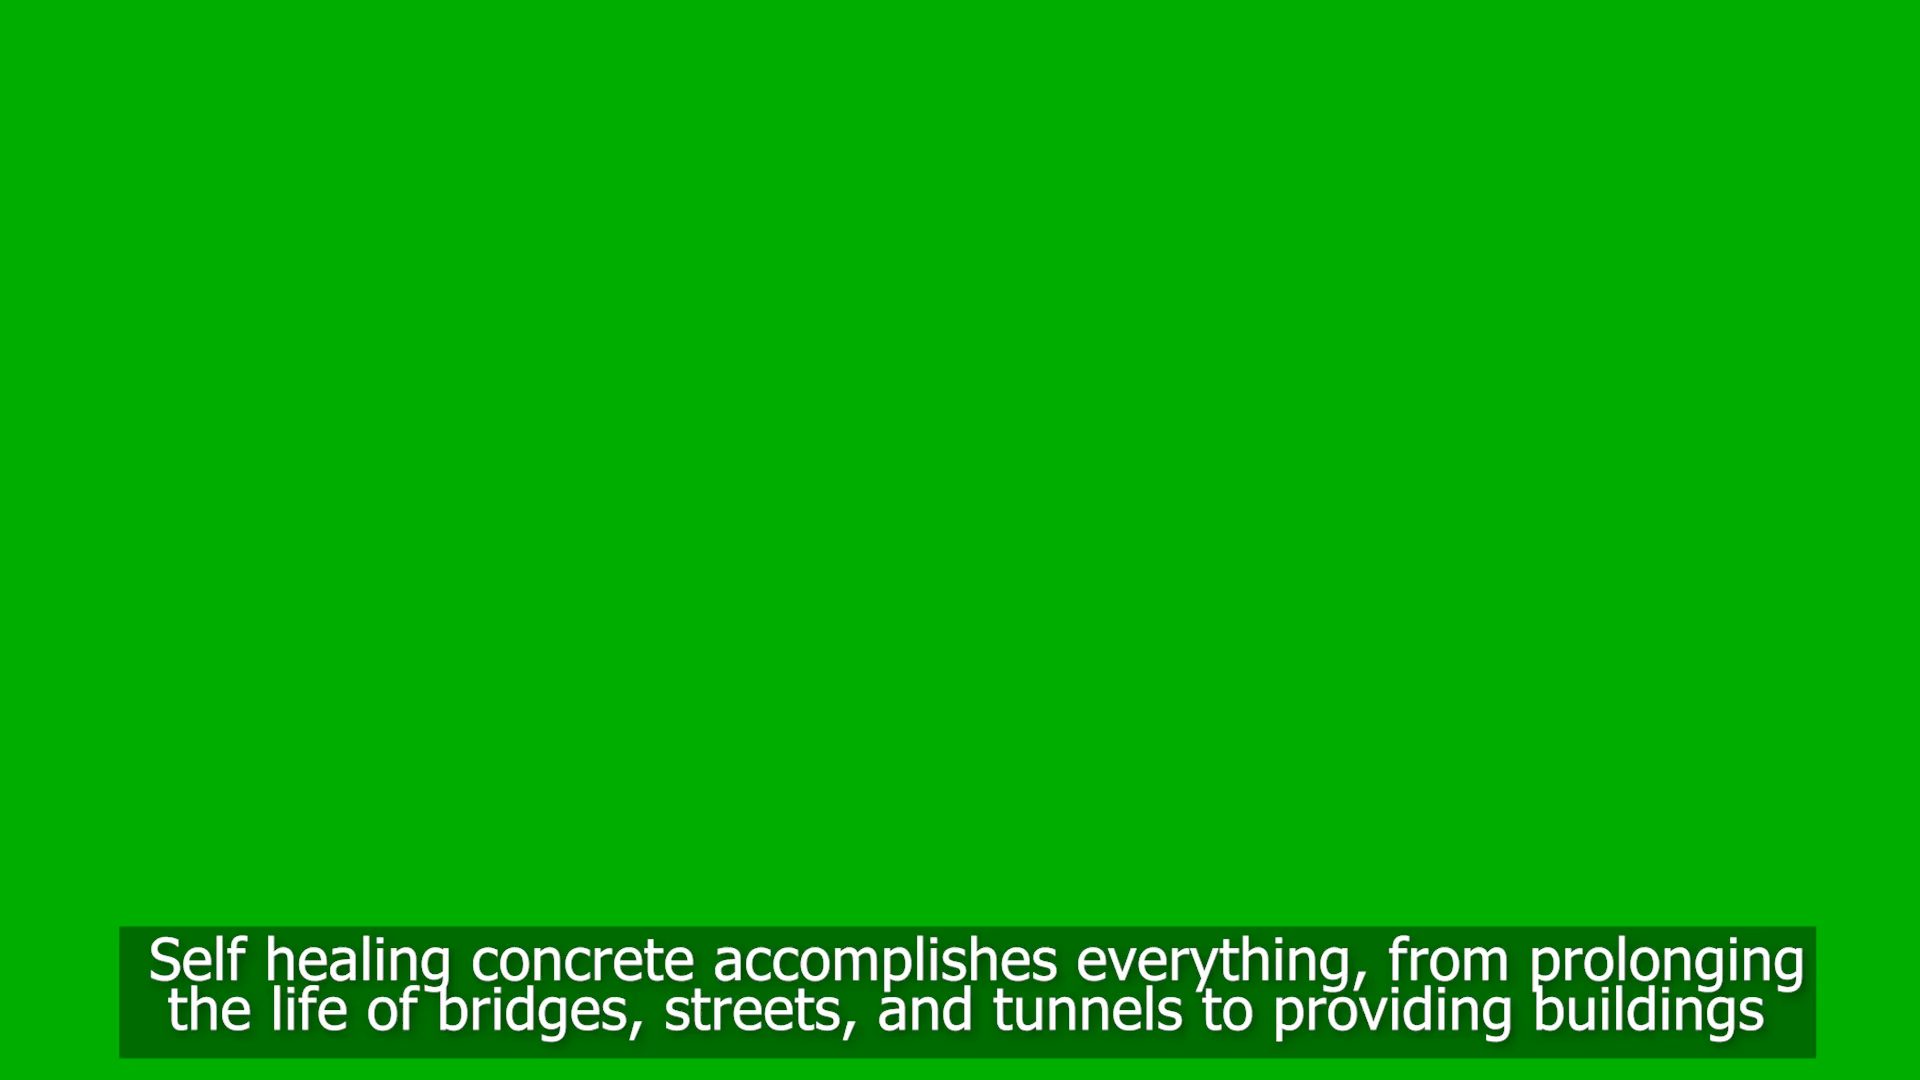 Self healing concrete accomplishes everything, from prolonging
the life of bridges, streets, and tunnels to providing buildings